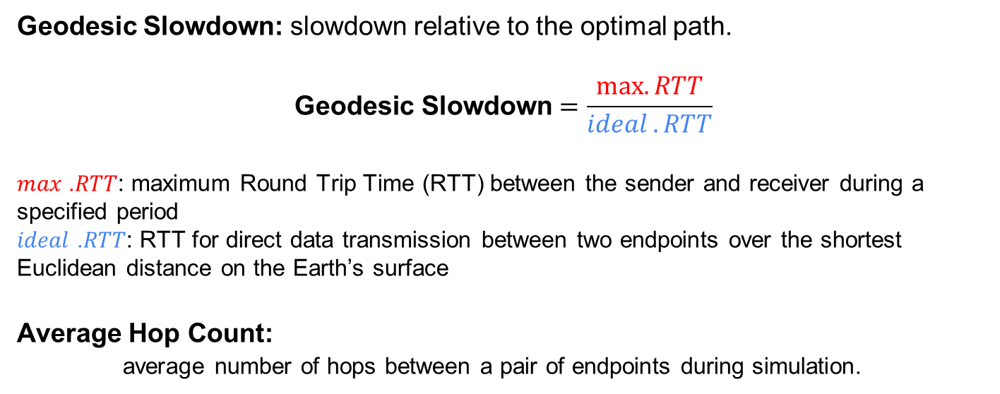 Geodesic Slowdown: slowdown relative to the optimal path.
max. RTT
Geodesic Slowdown =
ideal . RTT
max .RTT: maximum Round Trip Time (RTT) between the sender and receiver during a
specified period
ideal .RTT: RTT for direct data transmission between two endpoints over the shortest
Euclidean distance on the Earth’s surface
Average Hop Count:
average number of hops between a pair of endpoints during simulation.